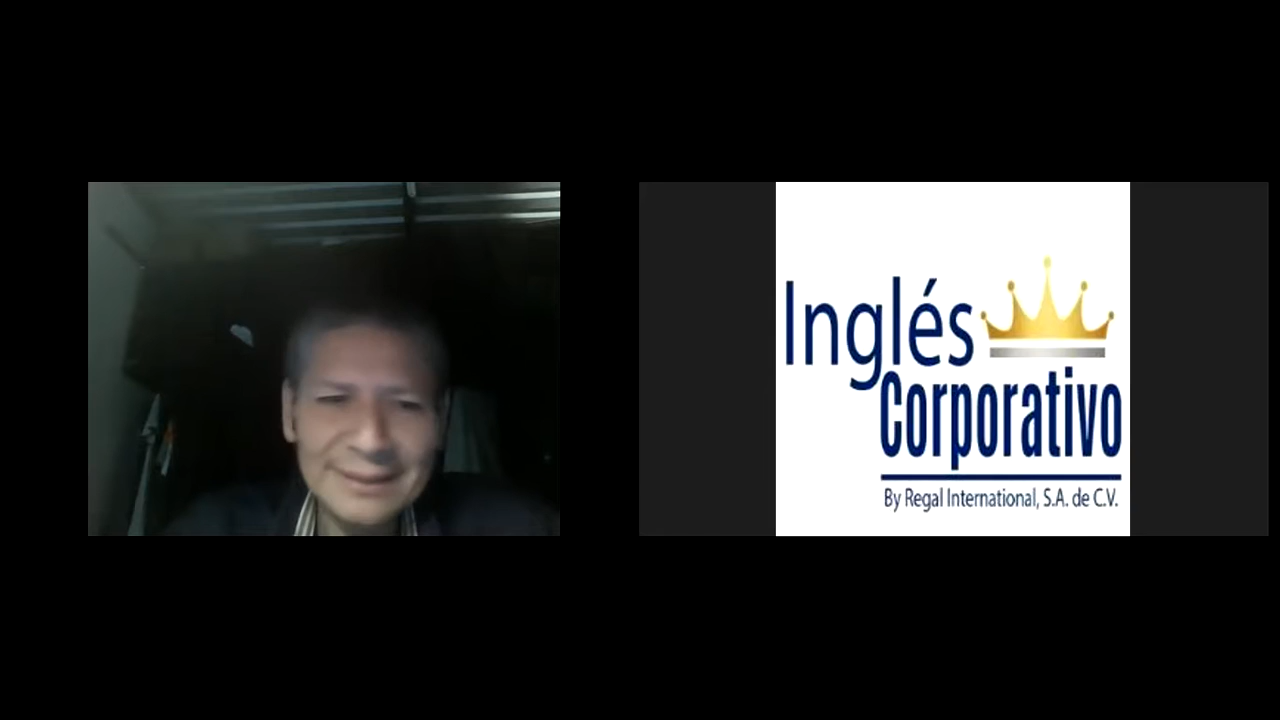 Inglés
Corporativo
By Regal International, S.A. de C.V.